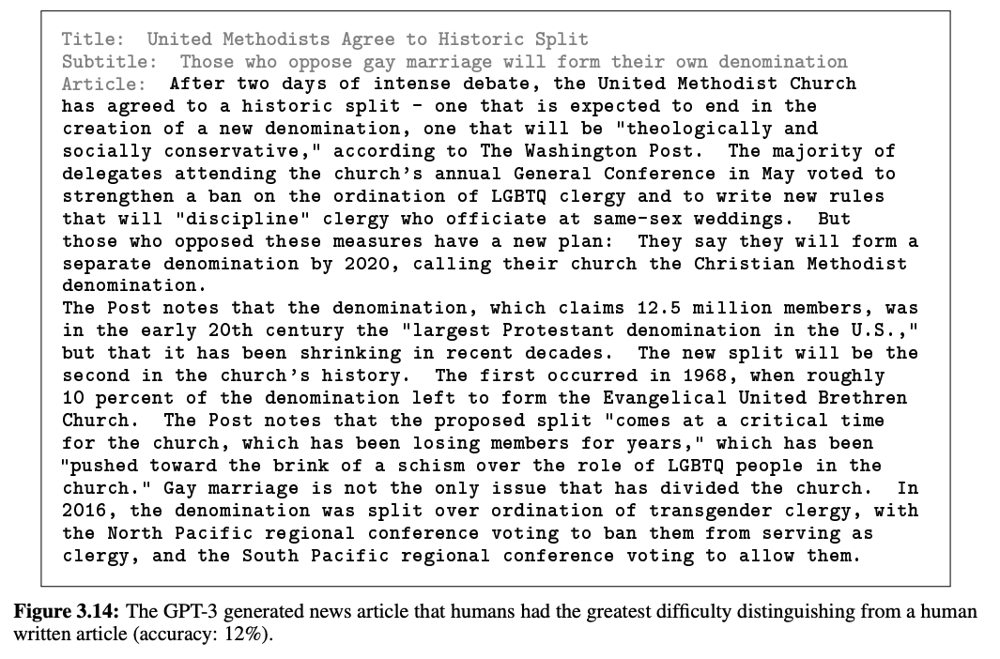 Title: United Methodists Agree to Historic Split
Subtitle: Those who oppose gay marriage will form their own denomination
Article: After two days of intense debate, the United Methodist Church
has agreed to a historic split - one that is expected to end in the
creation of a new denomination, one that will be "theologically and
socially conservative," according to The Washington Post. The majority of
delegates attending the church's annual General Conference in May voted to
strengthen a ban on the ordination of LGBTQ clergy and to write new rules
that will "discipline" clergy who officiate at same-sex weddings. But
those who opposed these measures have a new plan: They say they will form a
separate denomination by 2020, calling their church the Christian Methodist
denomination.
The Post notes that the denomination, which claims 12.5 million members, was
in the early 20th century the "largest Protestant denomination in the U.S.,"
but that it has been shrinking in recent decades. The new split will be the
second in the church's history. The first occurred in 1968, when roughly
10 percent of the denomination left to form the Evangelical United Brethren
Church. The Post notes that the proposed split "comes at a critical time
for the church, which has been losing members for years," which has been
"pushed toward the brink of a schism over the role of LGBTQ people in the
church." Gay marriage is not the only issue that has divided the church. In
2016, the denomination was split over ordination of transgender clergy, with
the North Pacific regional conference voting to ban them from serving as
clergy, and the South Pacific regional conference voting to allow them.
Figure 3.14: The GPT-3 generated news article that humans had the greatest difficulty distinguishing from a human
written article (accuracy: 12%).